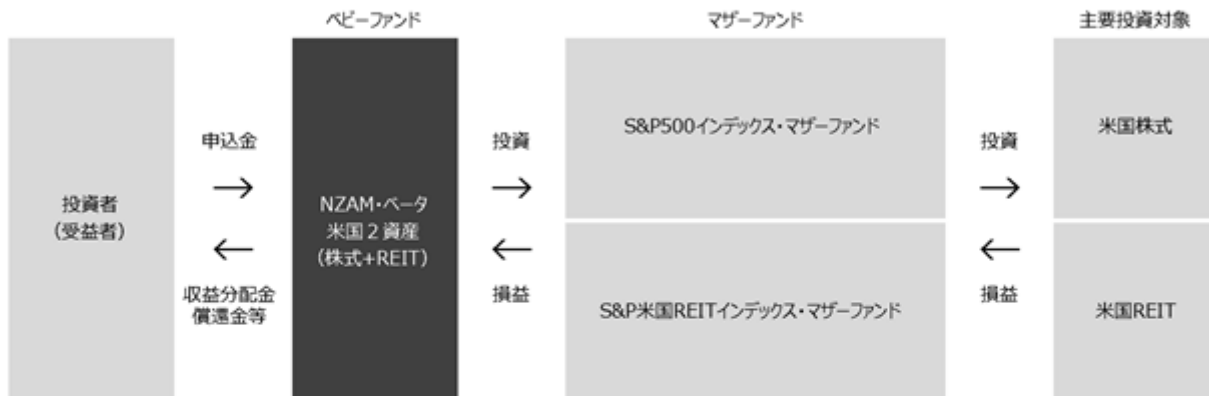 ベビーファンド
マザーファンド
主要投資対象
投資者
(受益者)
申込金
→
←
収益分配金
償還金等
NZAM・ベータ
米国２資産
(株式+REIT)
投資
→
←
損益
S&P500インデックス・マザーファンド
S&P米国REITインデックス・マザーファンド
投資
→
←
損益
米国株式
米国REIT